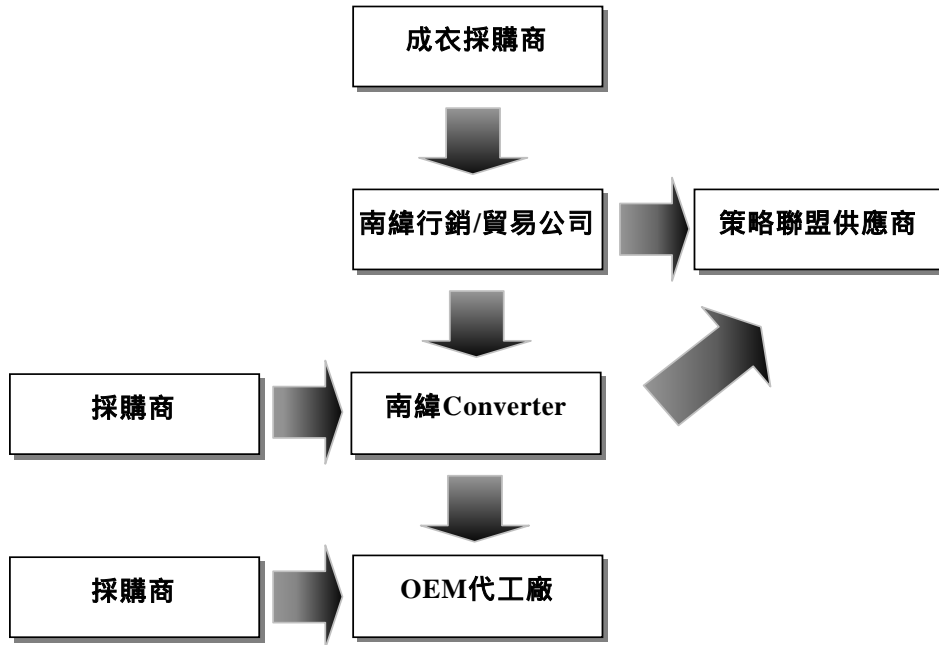 成衣採購商
南緯行銷/貿易公司
策略聯盟供應商
採購商
南緯Converter
採購商
OEM代工廠